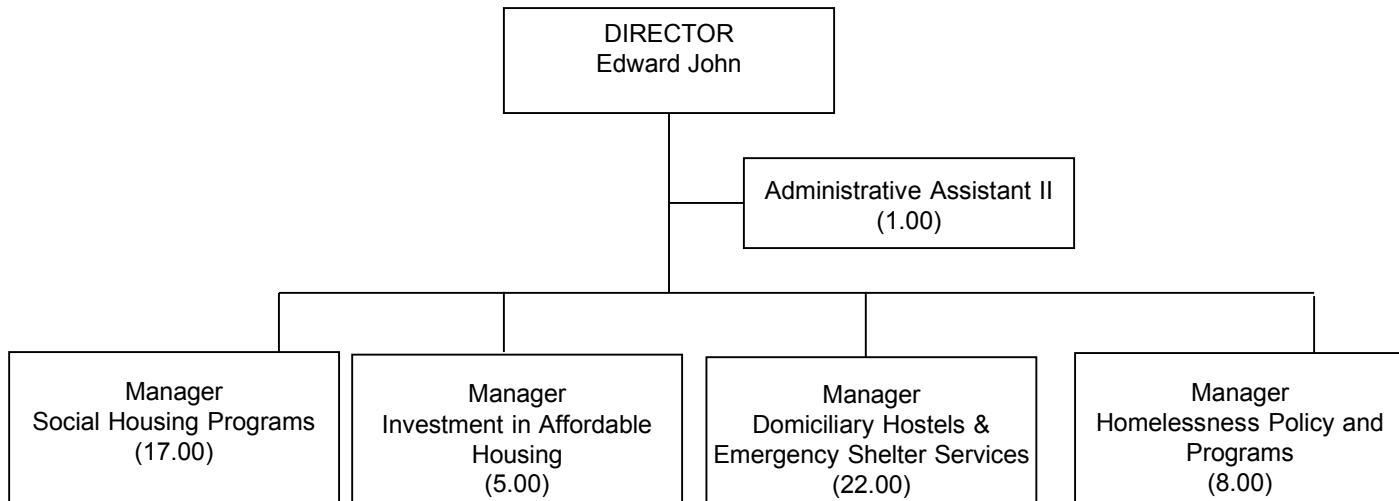 DIRECTOR
Edward John
Administrative Assistant II
(1.00)
Manager
Social Housing Programs
(17.00)
Manager
Investment in Affordable
Housing
(5.00)
Manager
Domiciliary Hostels &
Emergency Shelter Services
(22.00)
Manager
Homelessness Policy and
Programs
(8.00)